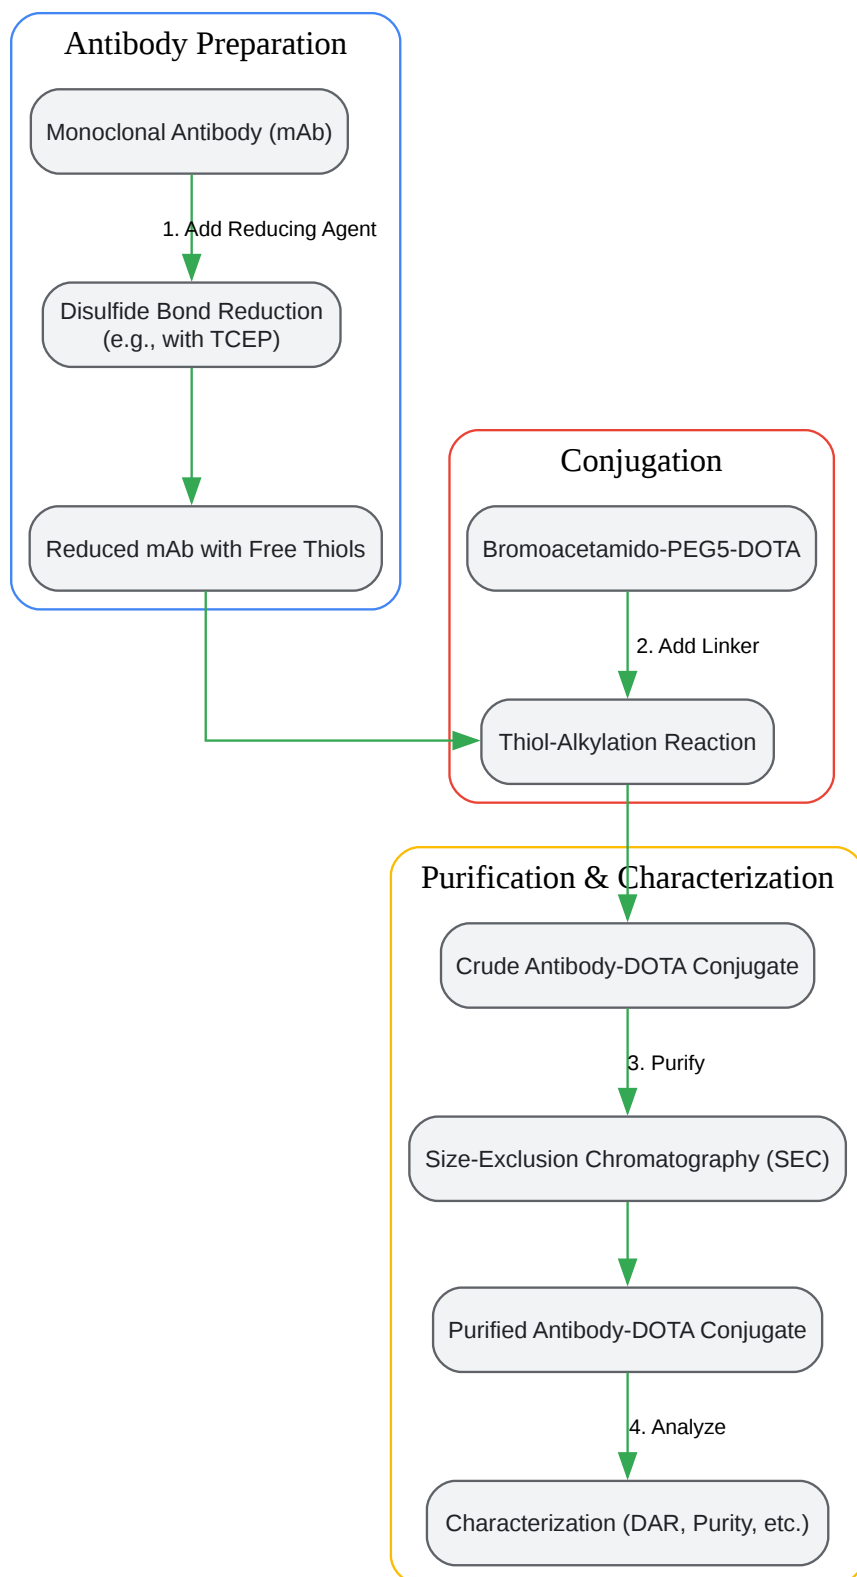 Antibody Preparation
Monoclonal Antibody (mAb)
1. Add Reducing Agent
Disulfide Bond Reduction
(e.g., with TCEP)
Reduced mAb with Free Thiols
Conjugation
Bromoacetamido-PEG5-DOTA
2. Add Linker
Thiol-Alkylation Reaction
Purification & Characterization
Crude Antibody-DOTA Conjugate
3. Purify
Size-Exclusion Chromatography (SEC)
Purified Antibody-DOTA Conjugate
4. Analyze
Characterization (DAR, Purity, etc.)